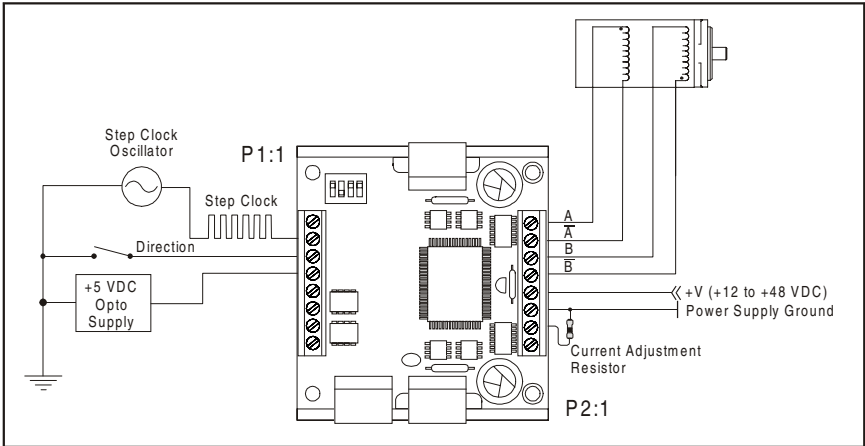 Step Clock
Oscillator
P1:1
Step Clock
Direction
+5 VDC
Opto
Supply
A
A̅
B
B̅
+V (+12 to +48 VDC)
Power Supply Ground
Current Adjustment
Resistor
P2:1